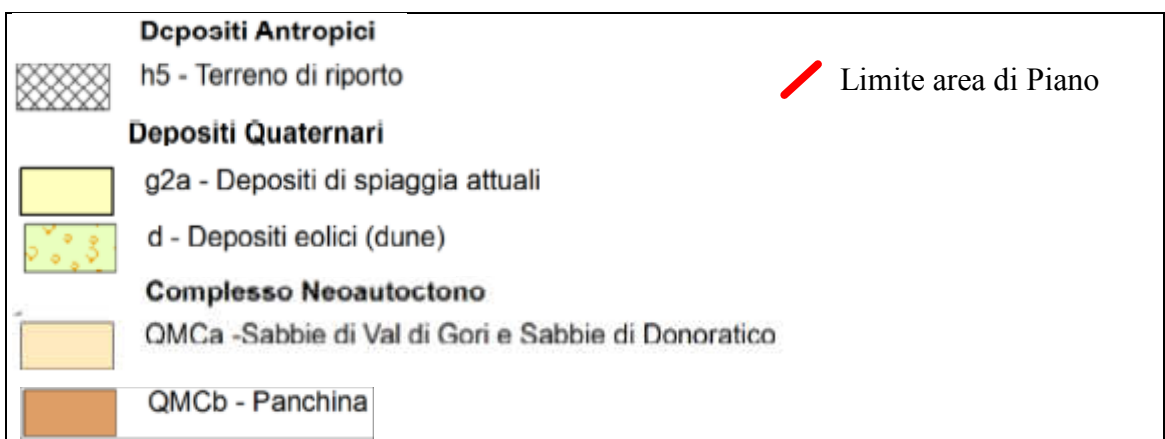 Depositi Antropici
h5 - Terreno di riporto
Limite area di Piano
Depositi Quaternari
g2a - Depositi di spiaggia attuali
d - Depositi eolici (dune)
Complesso Neoautoctono
QMCa -Sabbie di Val di Gori e Sabbie di Donoratico
QMCb - Panchina